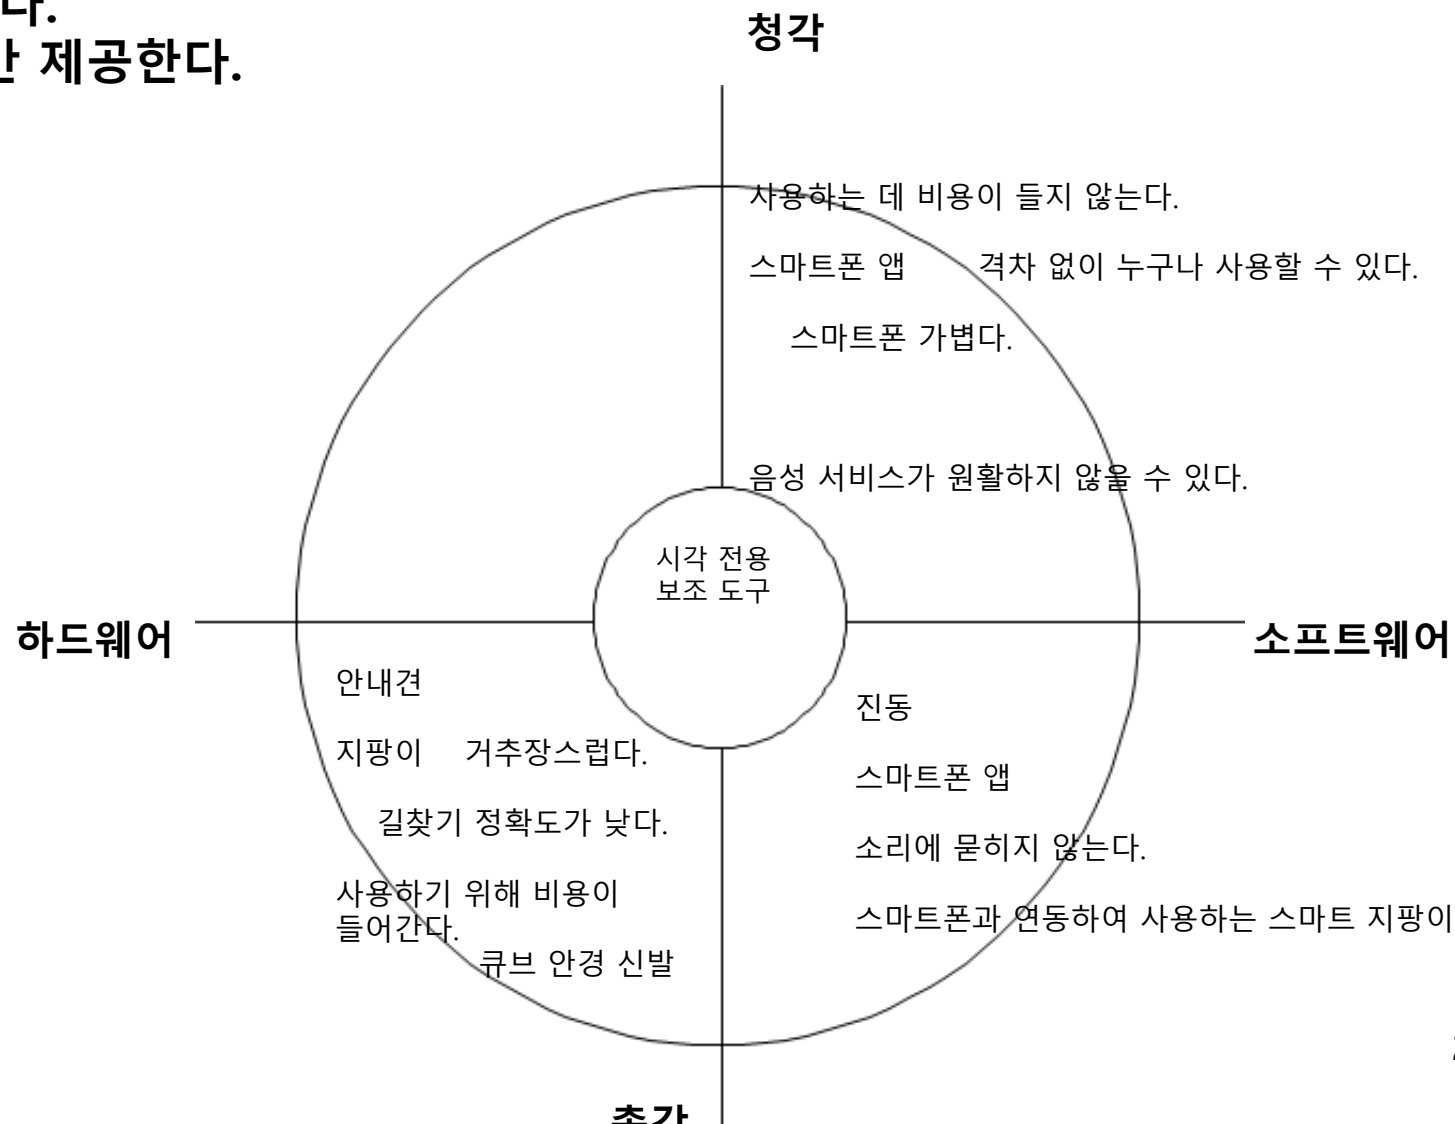 다.
제공한다.
청각
사용하는 데 비용이 들지 않는다.
스마트폰 앱 격차 없이 누구나 사용할 수 있다.
스마트폰 가볍다.
음성 서비스가 원활하지 않을 수 있다.
시각 전용
보조 도구
하드웨어
소프트웨어
안내견
지팡이 거추장스럽다.
길찾기 정확도가 낮다.
사용하기 위해 비용이
들어간다.
큐브 안경 신발
진동
스마트폰 앱
소리에 묻히지 않는다.
스마트폰과 연동하여 사용하는 스마트 지팡이
촉각